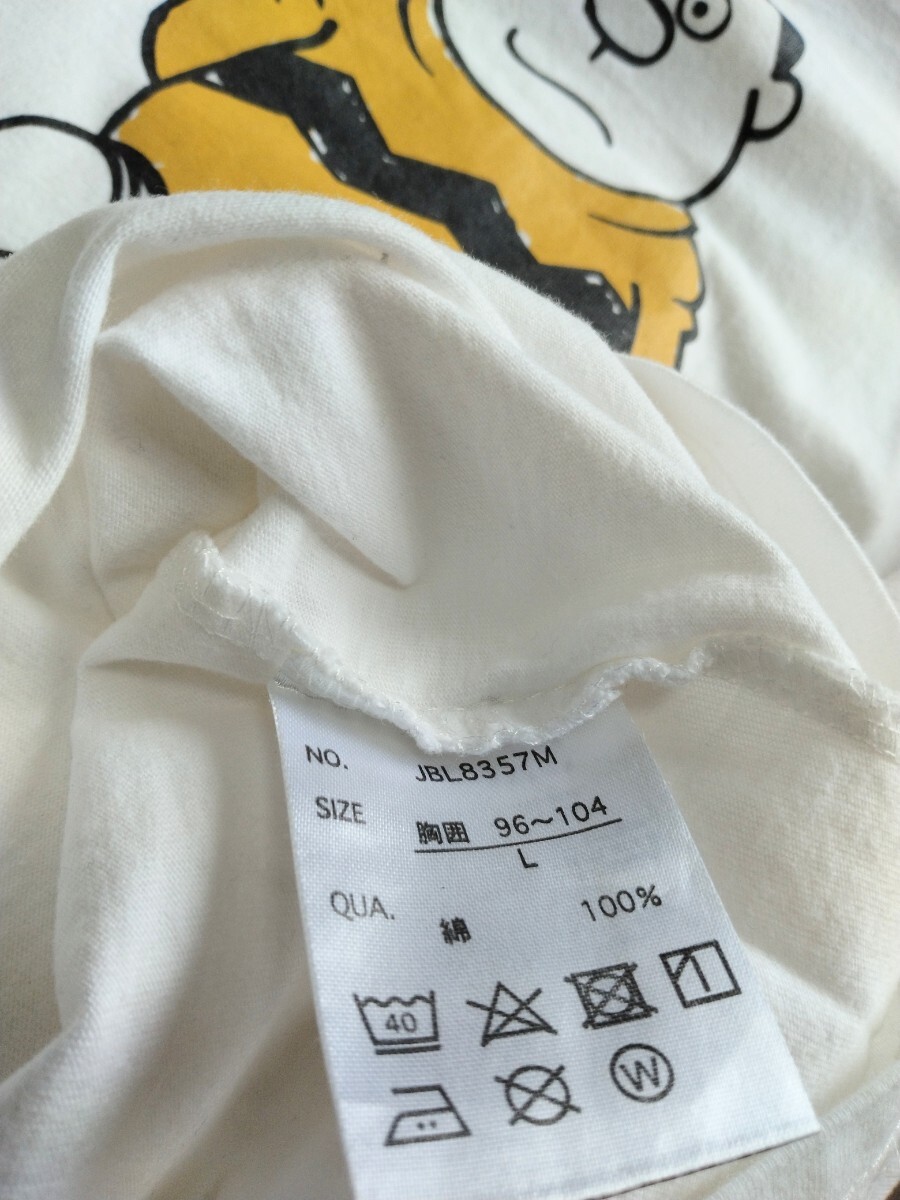 NO. JBL8357M
SIZE 胸囲 96~104
L
QUA. 綿 100%
40
W